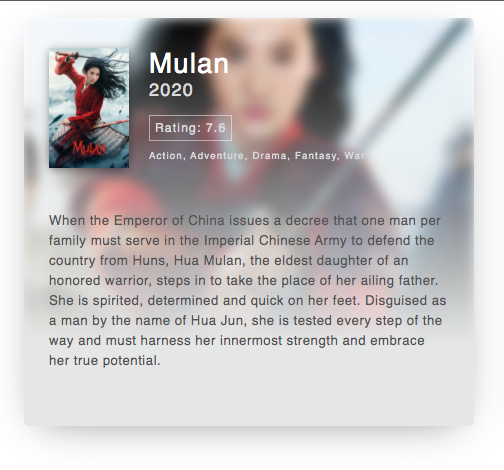 MULAN
Mulan
2020
Rating: 7.6
Action, Adventure, Drama, Fantasy, War
When the Emperor of China issues a decree that one man per
family must serve in the Imperial Chinese Army to defend the
country from Huns, Hua Mulan, the eldest daughter of an
honored warrior, steps in to take the place of her ailing father.
She is spirited, determined and quick on her feet. Disguised as
a man by the name of Hua Jun, she is tested every step of the
way and must harness her innermost strength and embrace
her true potential.